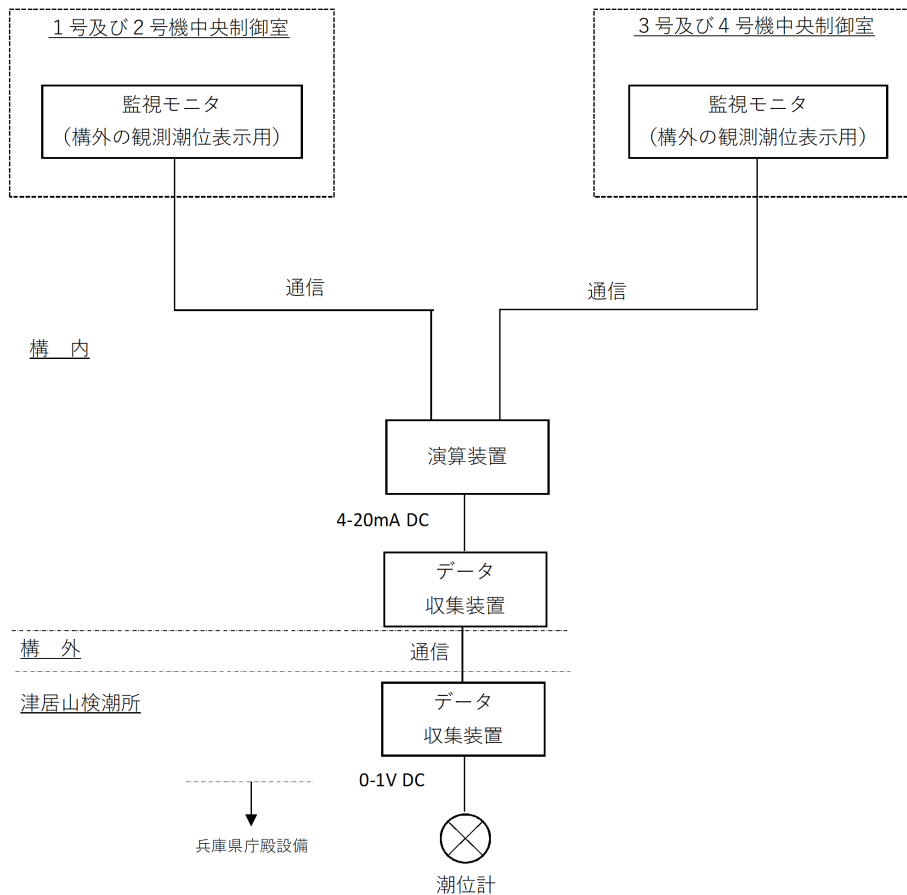 １号及び２号機中央制御室
３号及び４号機中央制御室
監視モニタ
（構外の観測潮位表示用）
監視モニタ
（構外の観測潮位表示用）
通信
通信
構　内
演算装置
4-20mA DC
データ
収集装置
構　外
通信
津居山検潮所
データ
収集装置
0-1V DC
兵庫県庁殿設備
潮位計